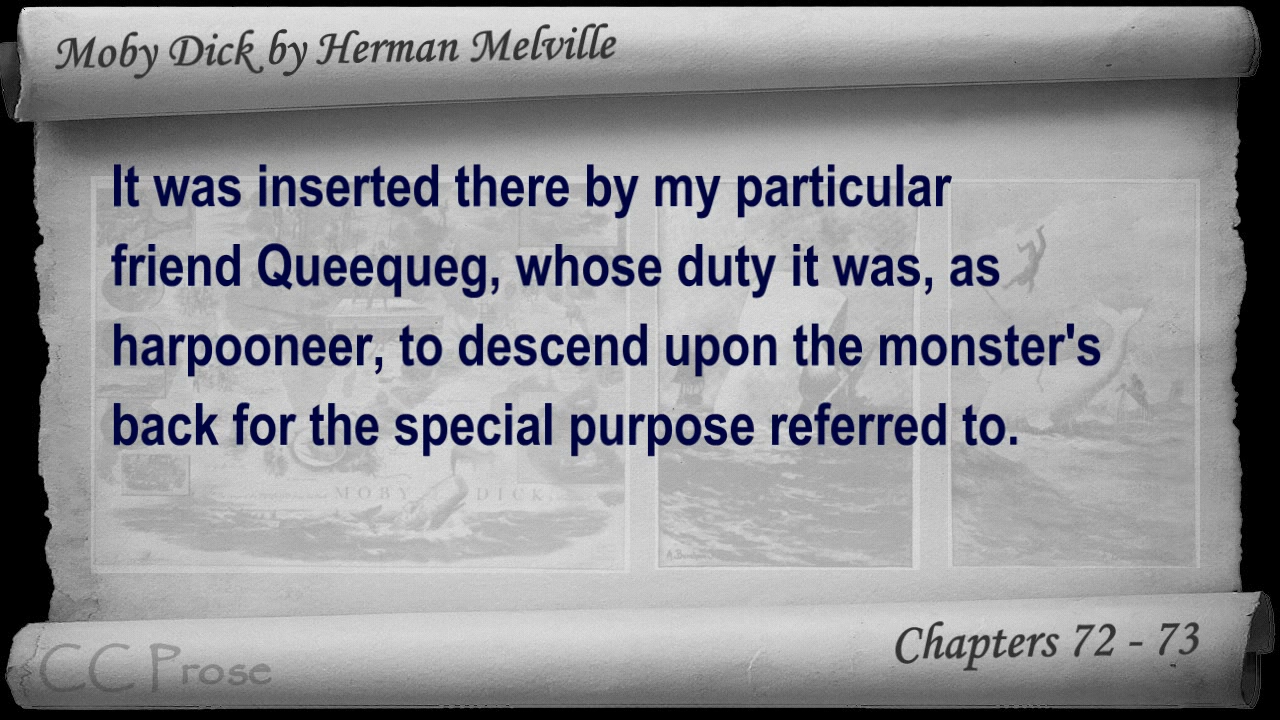 Moby Dick by Herman Melville
It was inserted there by my particular
friend Queequeg, whose duty it was, as
harpooneer, to descend upon the monster's
back for the special purpose referred to.
MOBY DICK
Chapters 72 - 73
CC Prose